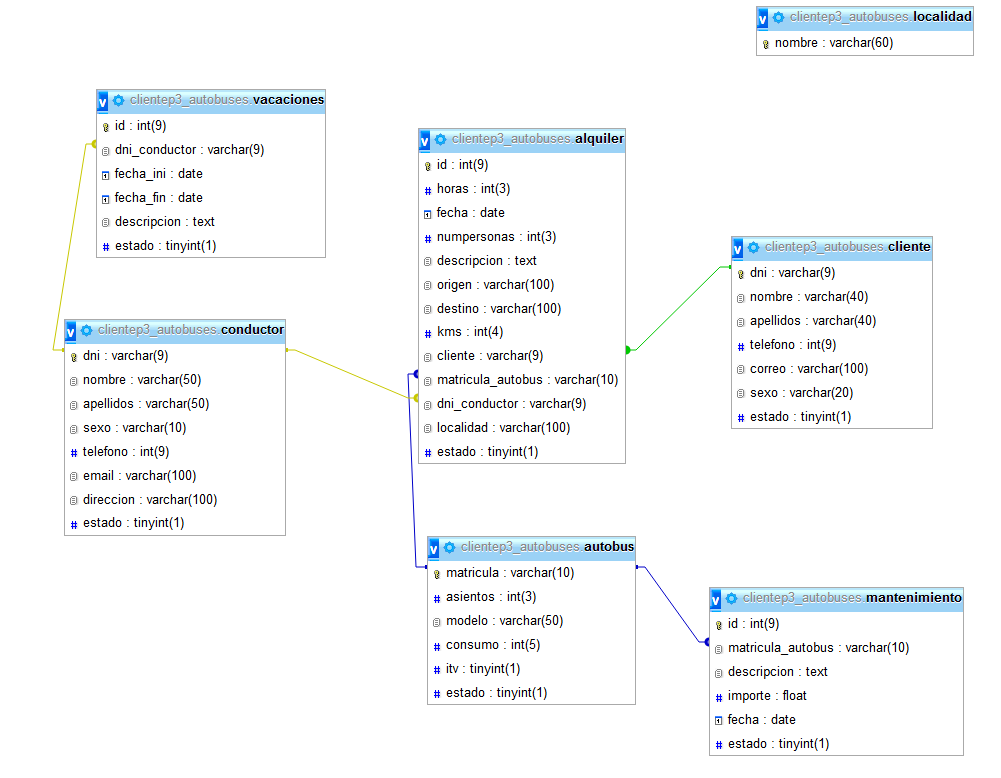 v clientep3_autobuses.localidad
nombre : varchar(60)
v clientep3_autobuses.vacaciones
id : int(9)
dni_conductor : varchar(9)
fecha_ini : date
fecha_fin : date
descripcion : text
# estado : tinyint(1)
v clientep3_autobuses.alquiler
id : int(9)
# horas : int(3)
fecha : date
# numpersonas : int(3)
descripcion : text
origen : varchar(100)
destino : varchar(100)
# kms : int(4)
cliente : varchar(9)
matricula_autobus : varchar(10)
dni_conductor : varchar(9)
localidad : varchar(100)
# estado : tinyint(1)
v clientep3_autobuses.cliente
dni : varchar(9)
nombre : varchar(40)
apellidos : varchar(40)
# telefono : int(9)
correo : varchar(100)
sexo : varchar(20)
# estado : tinyint(1)
v clientep3_autobuses.conductor
dni : varchar(9)
nombre : varchar(50)
apellidos : varchar(50)
sexo : varchar(10)
# telefono : int(9)
email : varchar(100)
direccion : varchar(100)
# estado : tinyint(1)
v clientep3_autobuses.autobus
matricula : varchar(10)
# asientos : int(3)
modelo : varchar(50)
# consumo : int(5)
# itv : tinyint(1)
# estado : tinyint(1)
v clientep3_autobuses.mantenimiento
id : int(9)
matricula_autobus : varchar(10)
descripcion : text
# importe : float
fecha : date
# estado : tinyint(1)